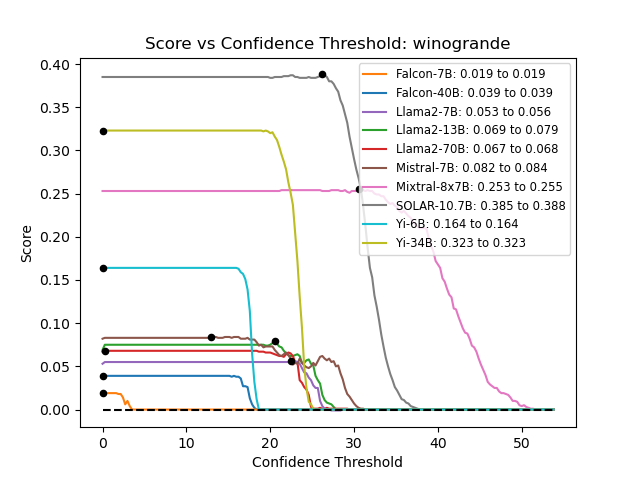 Score vs Confidence Threshold: winogrande
0.40
0.35
0.30
0.25
0.20
0.15
0.10
0.05
0.00
Score
Falcon-7B: 0.019 to 0.019
Falcon-40B: 0.039 to 0.039
Llama2-7B: 0.053 to 0.056
Llama2-13B: 0.069 to 0.079
Llama2-70B: 0.067 to 0.068
Mistral-7B: 0.082 to 0.084
Mixtral-8x7B: 0.253 to 0.255
SOLAR-10.7B: 0.385 to 0.388
Yi-6B: 0.164 to 0.164
Yi-34B: 0.323 to 0.323
0 10 20 30 40 50
Confidence Threshold